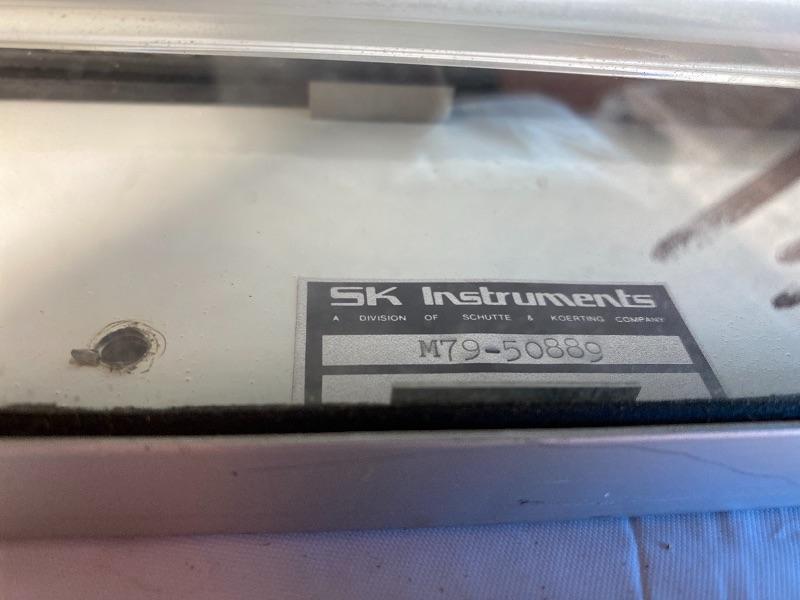 SK Instruments
A DIVISION OF SCHUTTE & KOERTING COMPANY
M79-50889